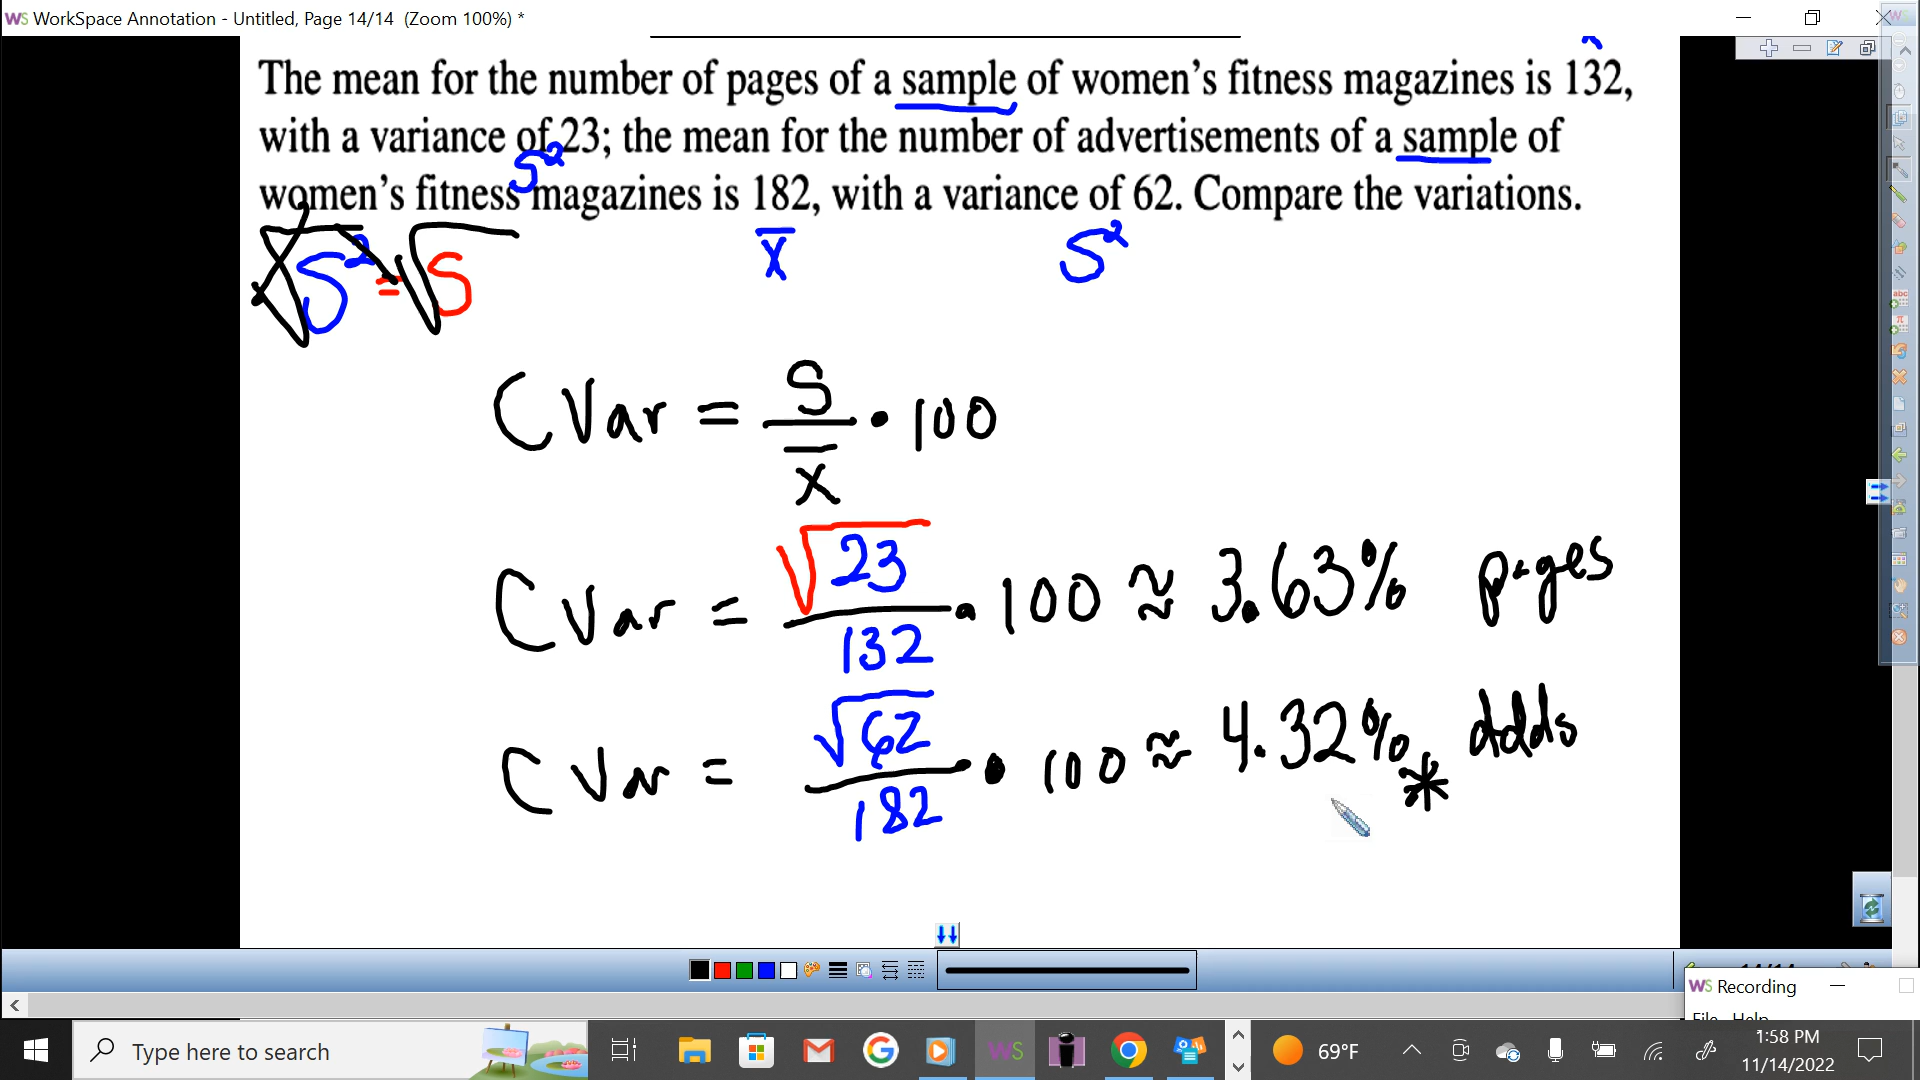 WS WorkSpace Annotation - Untitled, Page 14/14 (Zoom 100%) *
The mean for the number of pages of a sample of women's fitness magazines is 132,
with a variance of 23; the mean for the number of advertisements of a sample of
S²
women's fitness magazines is 182, with a variance of 62. Compare the variations.
√S² = √S
x̄
S²
CVar = S/x̄ • 100
CVar = √23/132 • 100 ≈ 3.63% pages
CVar = √62/182 • 100 ≈ 4.32% *
WS Recording
File Help
Type here to search
WS
69°F
1:58 PM
11/14/2022